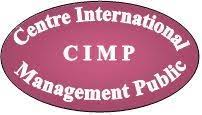 Centre International
CIMP
Management Public